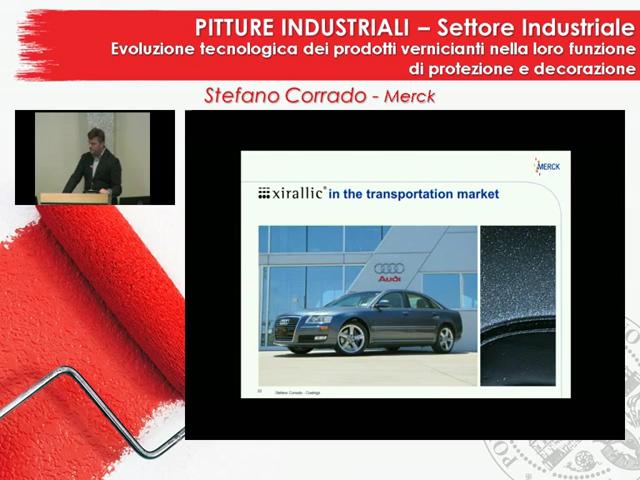 PITTURE INDUSTRIALI – Settore Industriale
Evoluzione tecnologica dei prodotti vernicianti nella loro funzione
di protezione e decorazione
Stefano Corrado - Merck
MERCK
xirallic® in the transportation market
Audi
Stefano Corrado - Coatings